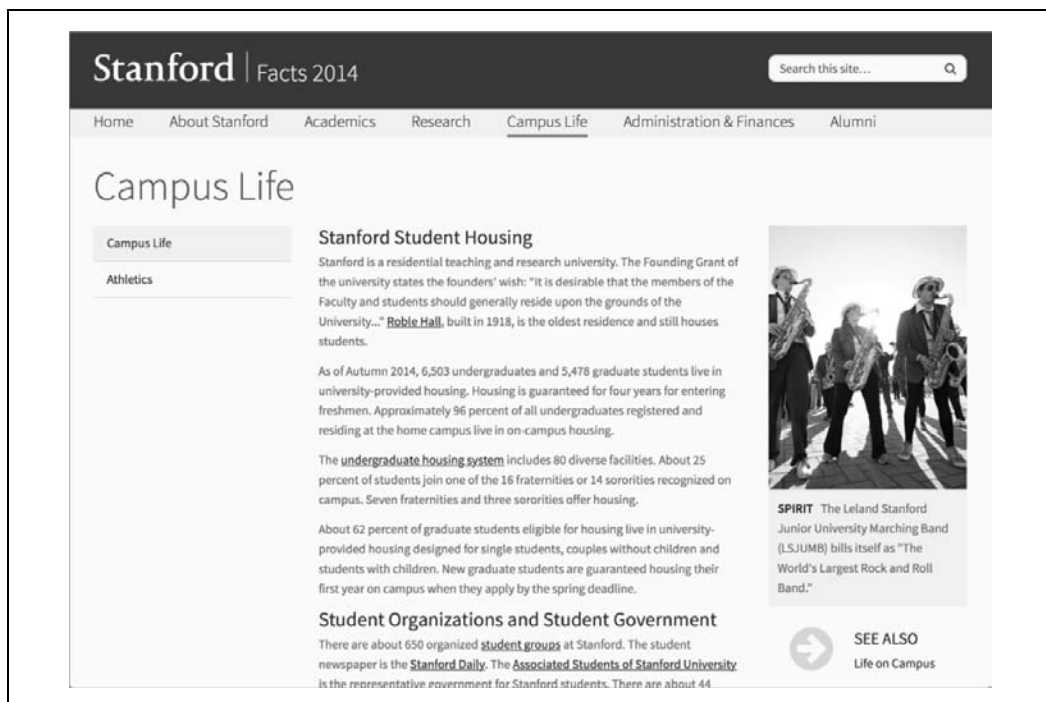 Stanford | Facts 2014
Search this site...
Home About Stanford Academics Research Campus Life Administration & Finances Alumni
Campus Life
Campus Life
Athletics
Stanford Student Housing
Stanford is a residential teaching and research university. The Founding Grant of
the university states the founders' wish: "It is desirable that the members of the
Faculty and students should generally reside upon the grounds of the
University..." Roble Hall, built in 1918, is the oldest residence and still houses
students.
As of Autumn 2014, 6,503 undergraduates and 5,478 graduate students live in
university-provided housing. Housing is guaranteed for four years for entering
freshmen. Approximately 96 percent of all undergraduates registered and
residing at the home campus live in on-campus housing.
The undergraduate housing system includes 80 diverse facilities. About 25
percent of students join one of the 16 fraternities or 14 sororities recognized on
campus. Seven fraternities and three sororities offer housing.
About 62 percent of graduate students eligible for housing live in university-
provided housing designed for single students, couples without children and
students with children. New graduate students are guaranteed housing their
first year on campus when they apply by the spring deadline.
Student Organizations and Student Government
There are about 650 organized student groups at Stanford. The student
newspaper is the Stanford Daily. The Associated Students of Stanford University
is the representative government for Stanford students. There are about 44
SPIRIT The Leland Stanford
Junior University Marching Band
(LSJUMB) bills itself as "The
World's Largest Rock and Roll
Band."
SEE ALSO
Life on Campus